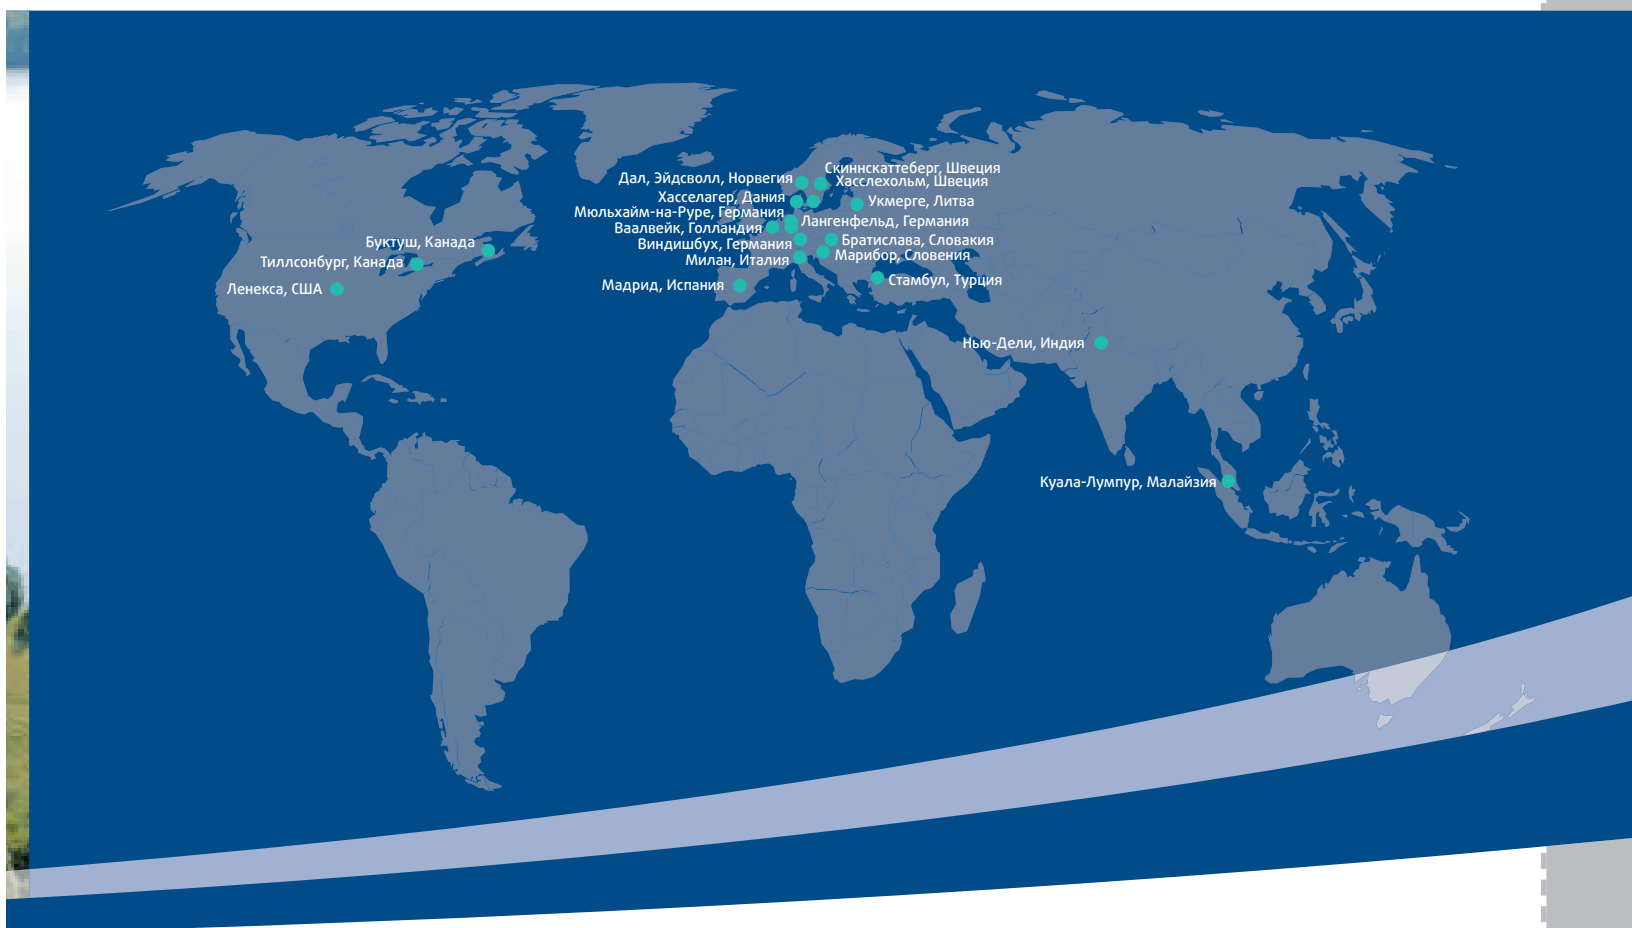 Скиннскаттеберг, Швеция
Дал, Эйдсволл, Норвегия
Хасслехольм, Швеция
Хасселагер, Дания
Укмерге, Литва
Мюльхайм-на-Руре, Германия
Лангенфельд, Германия
Ваалвейк, Голландия
Буктуш, Канада
Виндишбух, Германия
Братислава, Словакия
Марибор, Словения
Милан, Италия
Тиллсонбург, Канада
Стамбул, Турция
Мадрид, Испания
Ленекса, США
Нью-Дели, Индия
Куала-Лумпур, Малайзия